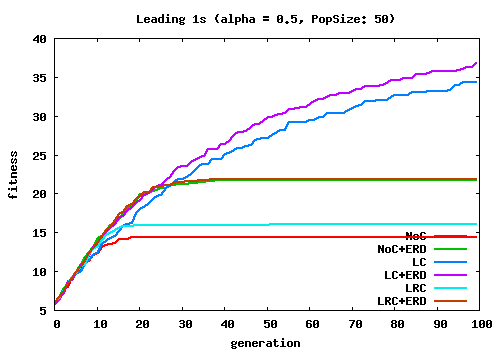 Leading 1s (alpha = 0.5, PopSize: 50)
40
35
30
25
20
15
10
5
fitness
NoC
NoC+ERD
LC
LC+ERD
LRC
LRC+ERD
0 10 20 30 40 50 60 70 80 90 100
generation